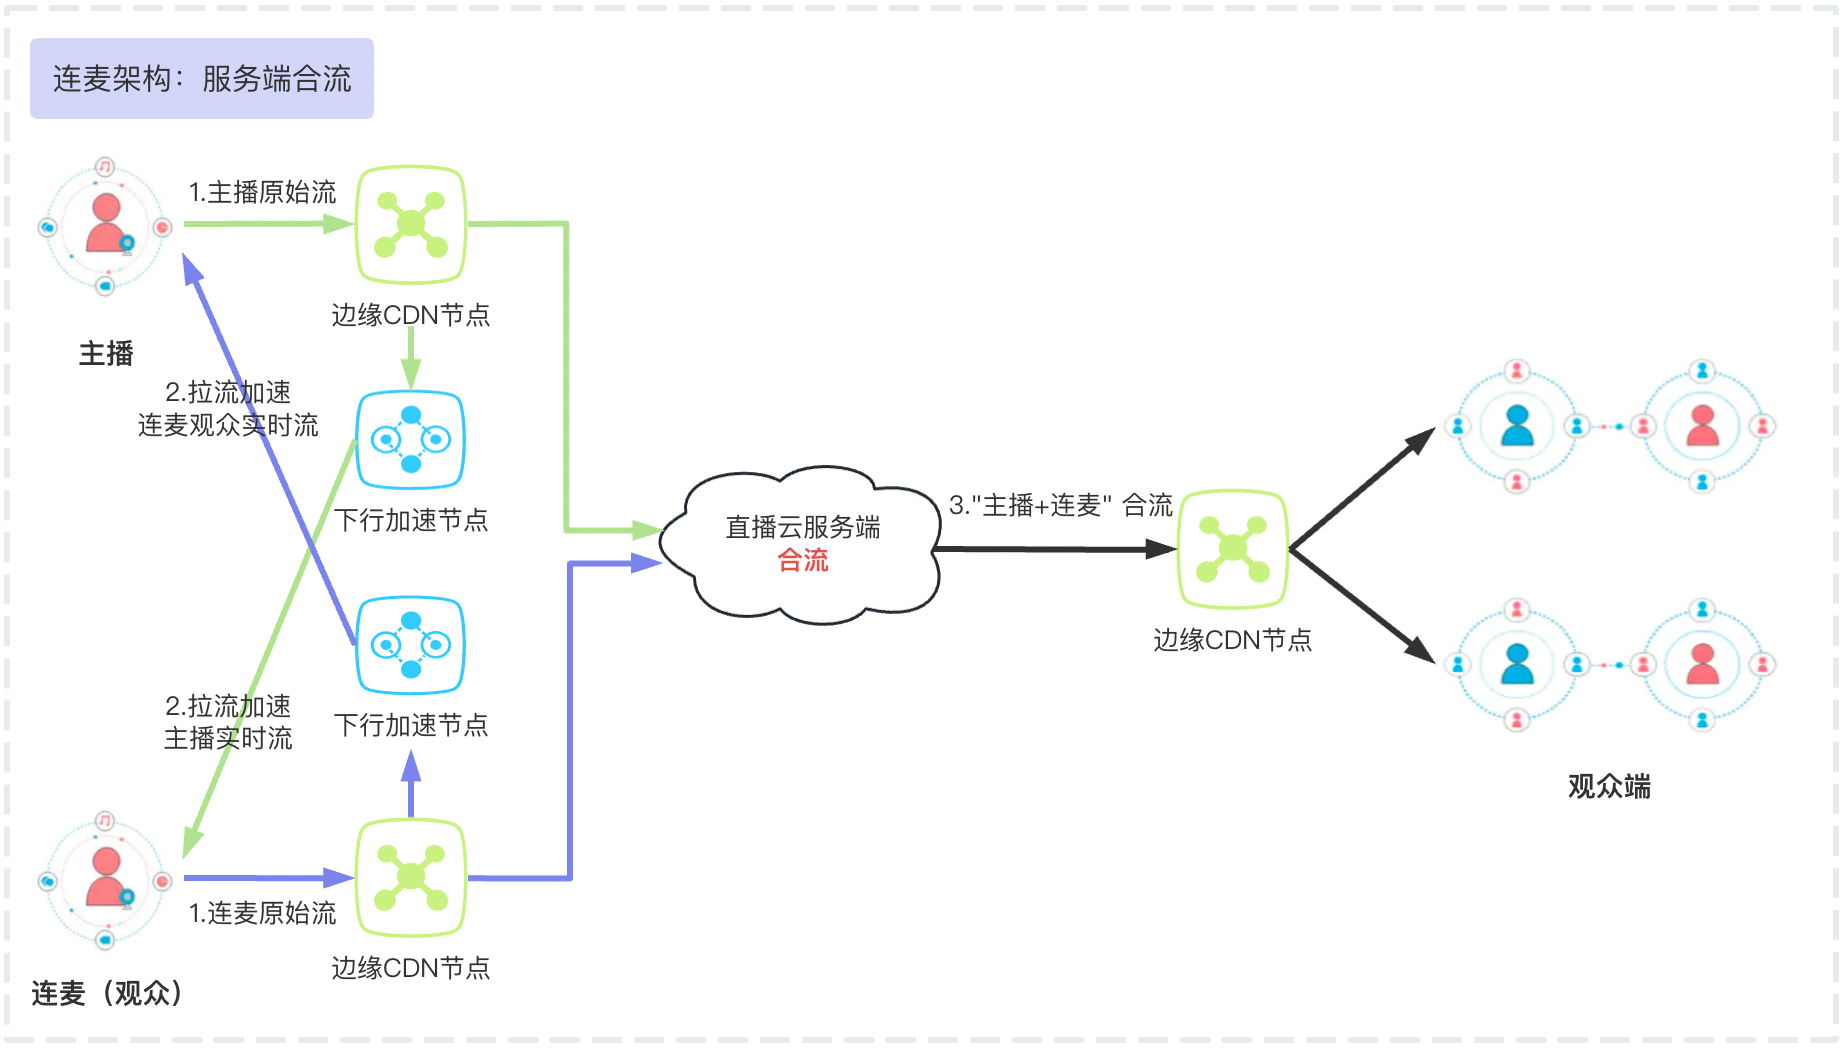 连麦架构：服务端合流
1.主播原始流
边缘CDN节点
主播
2.拉流加速
连麦观众实时流
下行加速节点
直播云服务端
合流
3."主播+连麦" 合流
边缘CDN节点
2.拉流加速
主播实时流
下行加速节点
观众端
1.连麦原始流
边缘CDN节点
连麦（观众）